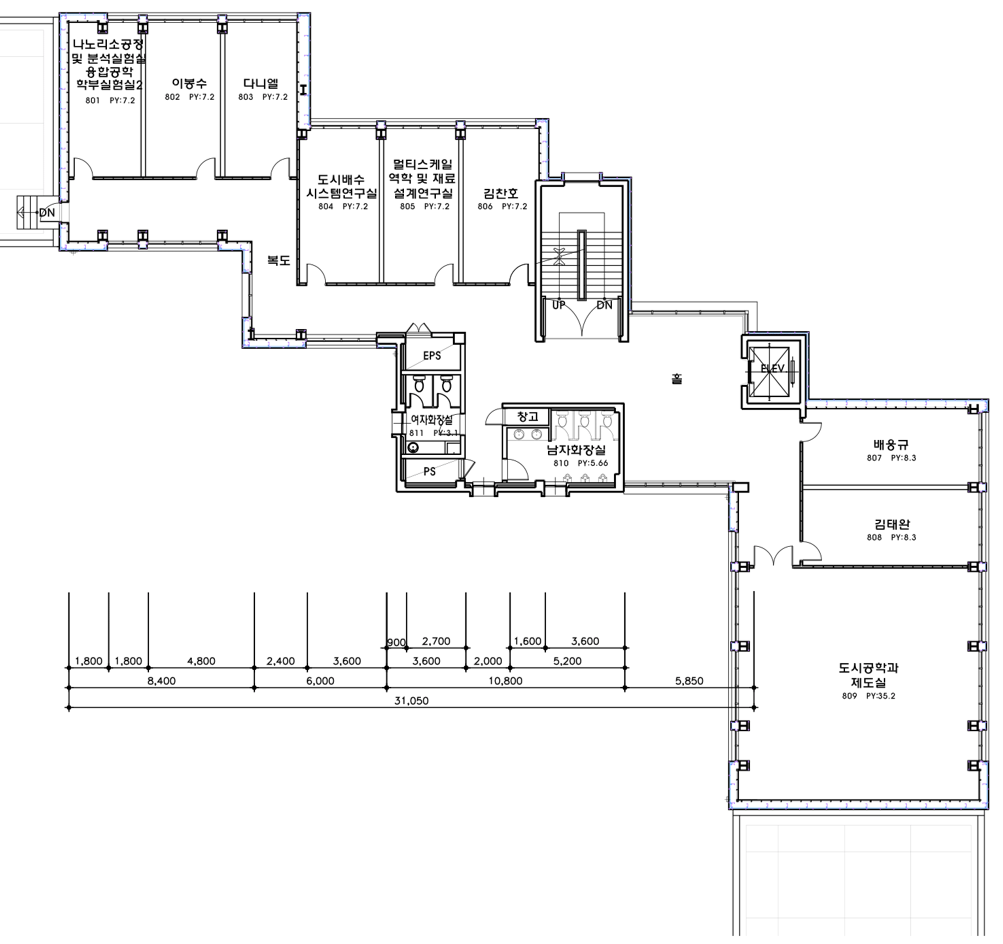 나노리소공정
및 분석실험실
융합공학
학부실험실2
801 PY:7.2
이봉수
802 PY:7.2
다니엘
803 PY:7.2
도시배수
시스템연구실
804 PY:7.2
멀티스케일
역학 및 재료
설계연구실
805 PY:7.2
김찬호
806 PY:7.2
DN
복도
UP
DN
EPS
홀
ELEV
여자화장실
811 PY:3.1
창고
남자화장실
810 PY:5.66
PS
배웅규
807 PY:8.3
김태완
808 PY:8.3
도시공학과
제도실
809 PY:35.2
900 2,700 1,600 3,600
1,800 1,800 4,800 2,400 3,600 3,600 2,000 5,200
8,400 6,000 10,800 5,850
31,050